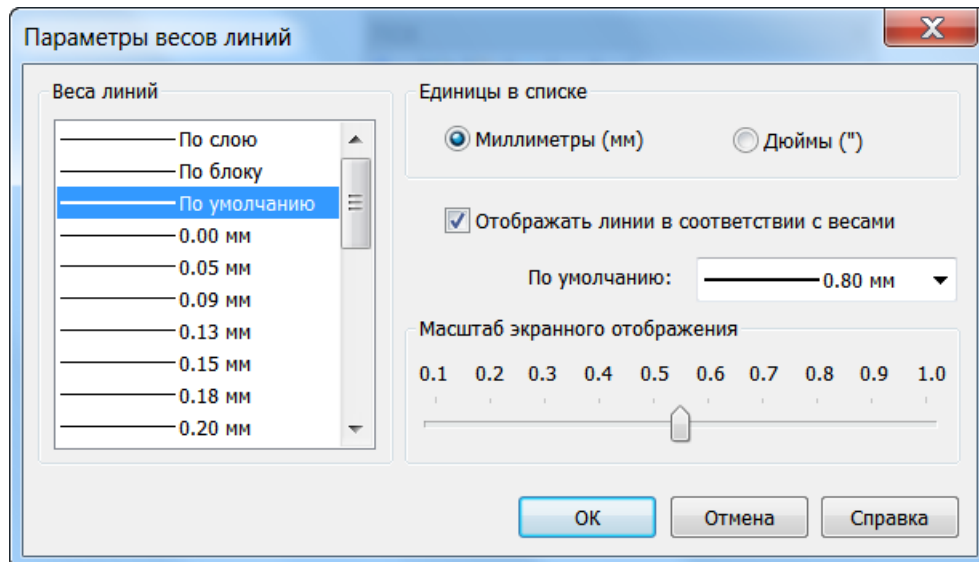 Параметры весов линий
Веса линий
По слою
По блоку
По умолчанию
0.00 мм
0.05 мм
0.09 мм
0.13 мм
0.15 мм
0.18 мм
0.20 мм
Единицы в списке
Миллиметры (мм) Дюймы (")
Отображать линии в соответствии с весами
По умолчанию: 0.80 мм
Масштаб экранного отображения
0.1 0.2 0.3 0.4 0.5 0.6 0.7 0.8 0.9 1.0
ОК Отмена Справка